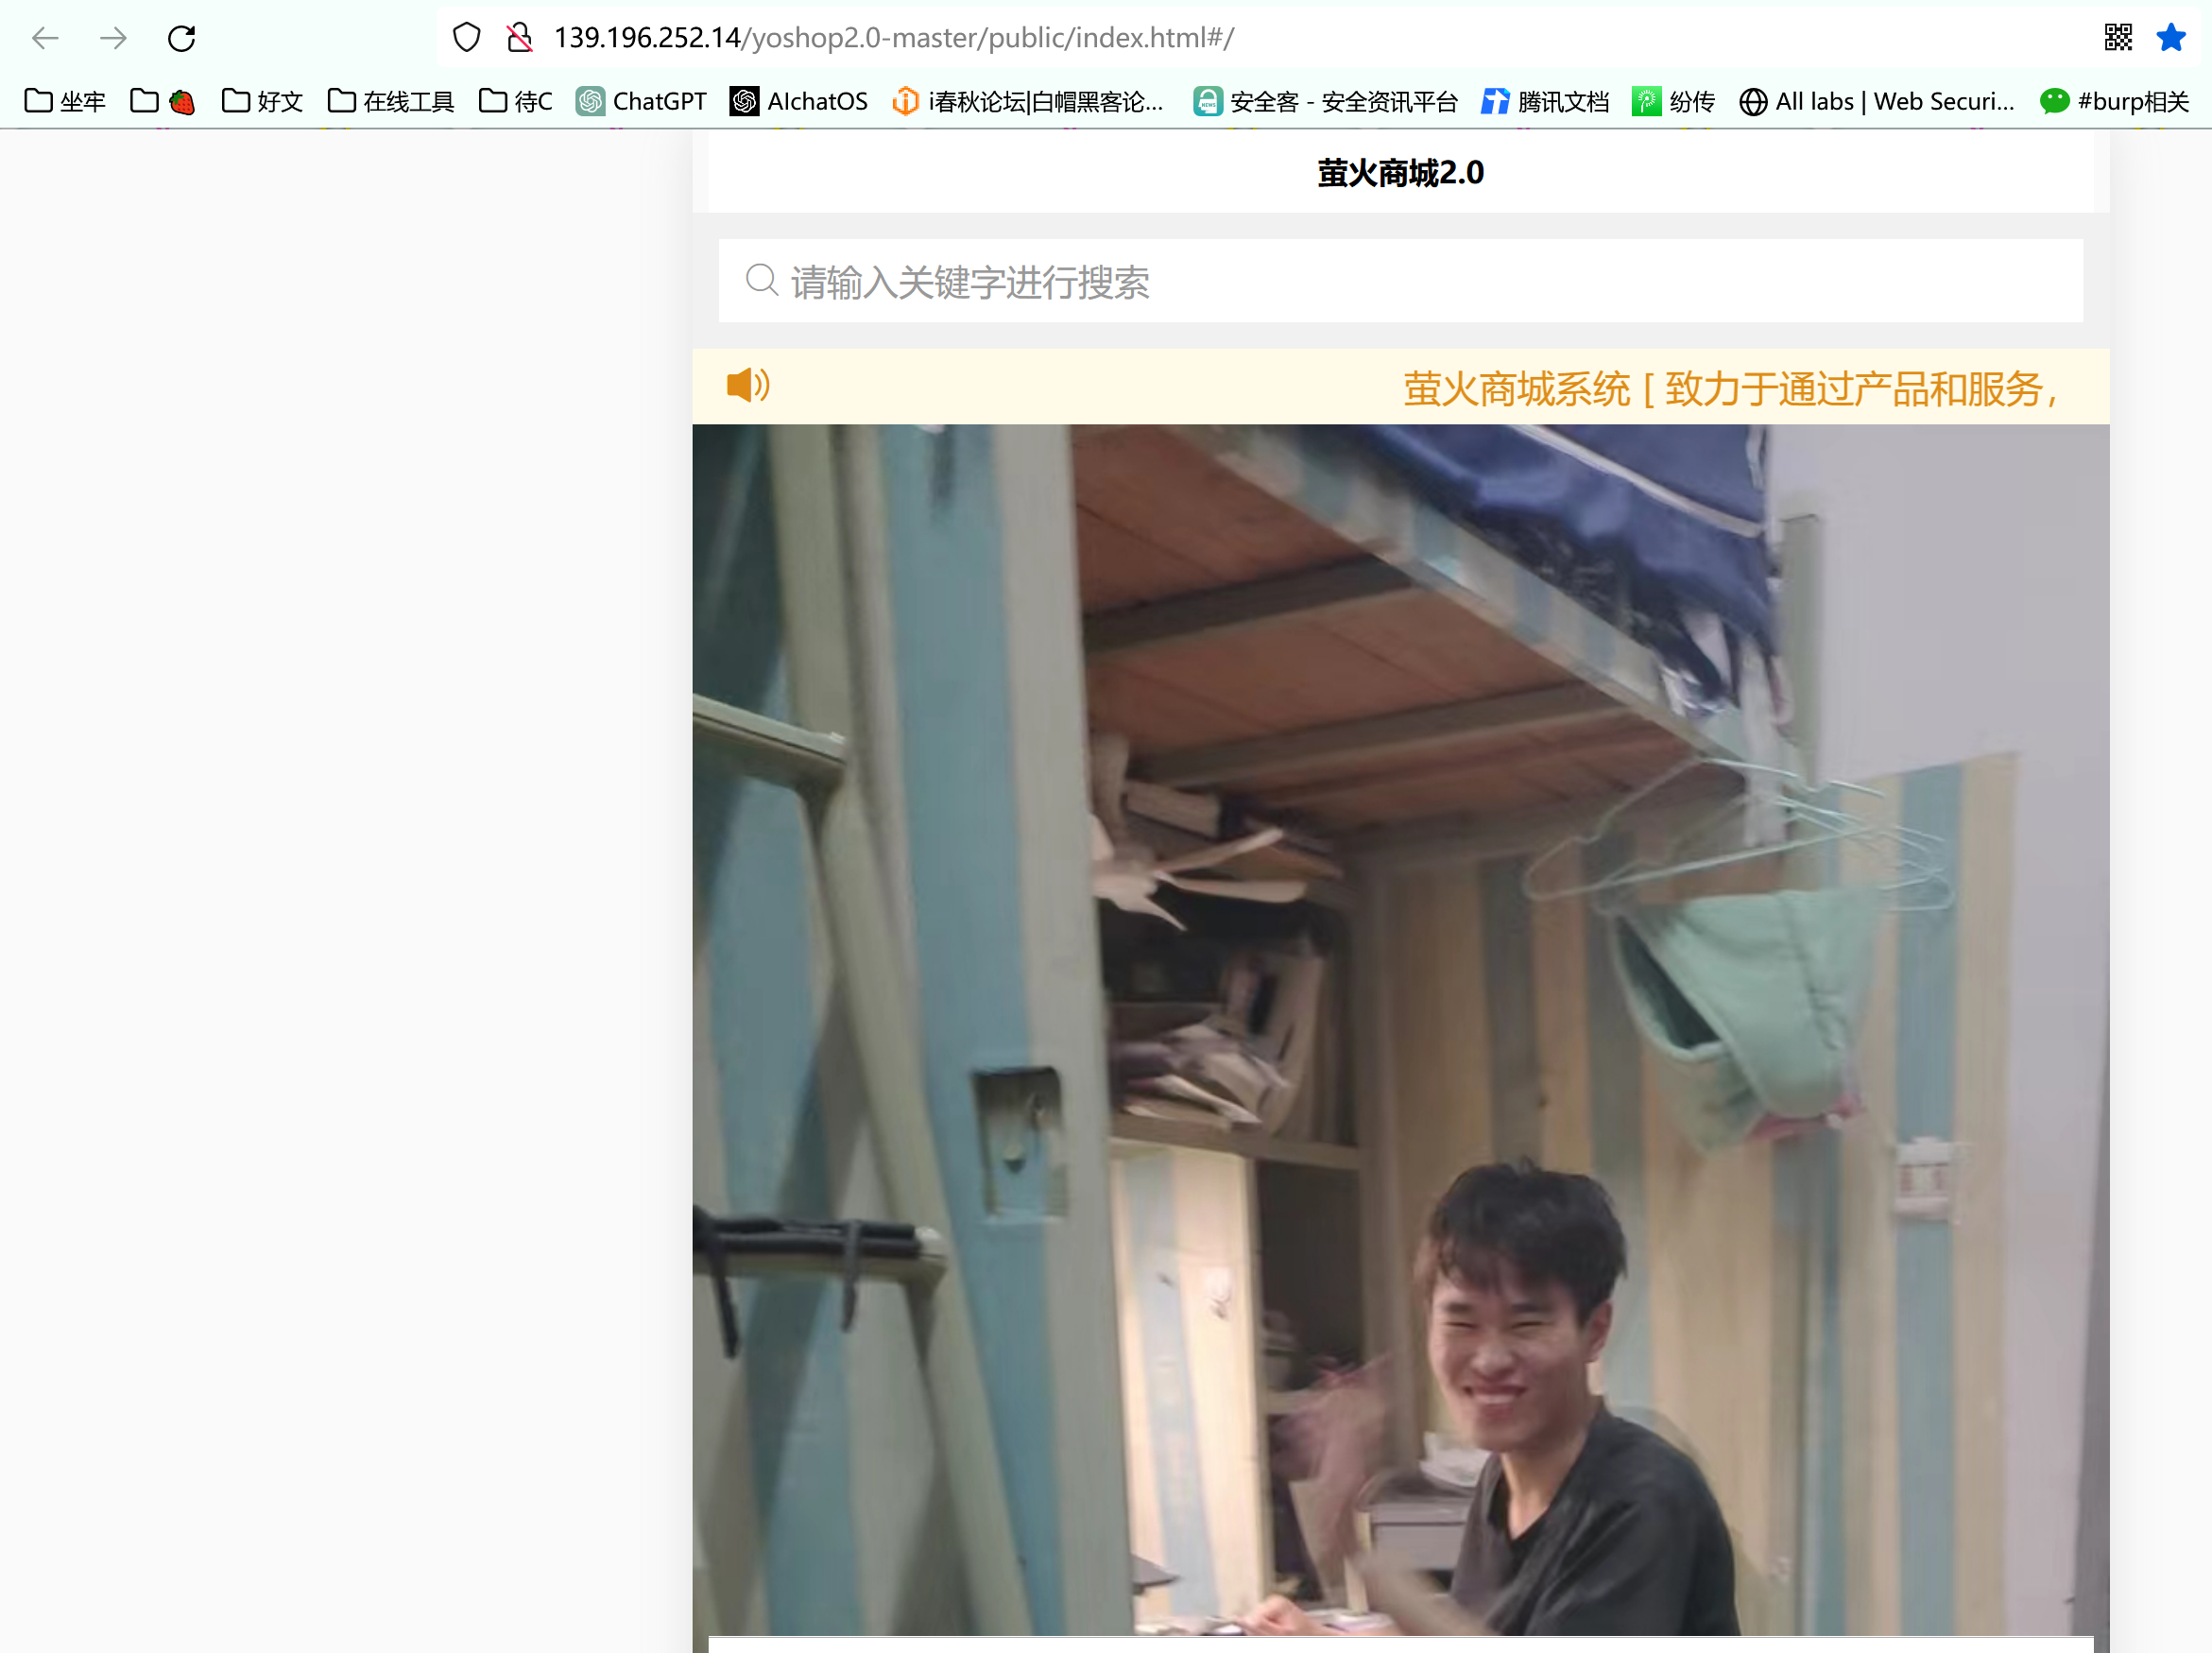 139.196.252.14/yoshop2.0-master/public/index.html#/
坐牢 好文 在线工具 待C ChatGPT AIchatOS i春秋论坛|白帽黑客论... 安全客 - 安全资讯平台 腾讯文档 纷传 All labs | Web Securi... #burp相关
萤火商城2.0
请输入关键字进行搜索
萤火商城系统 [ 致力于通过产品和服务，